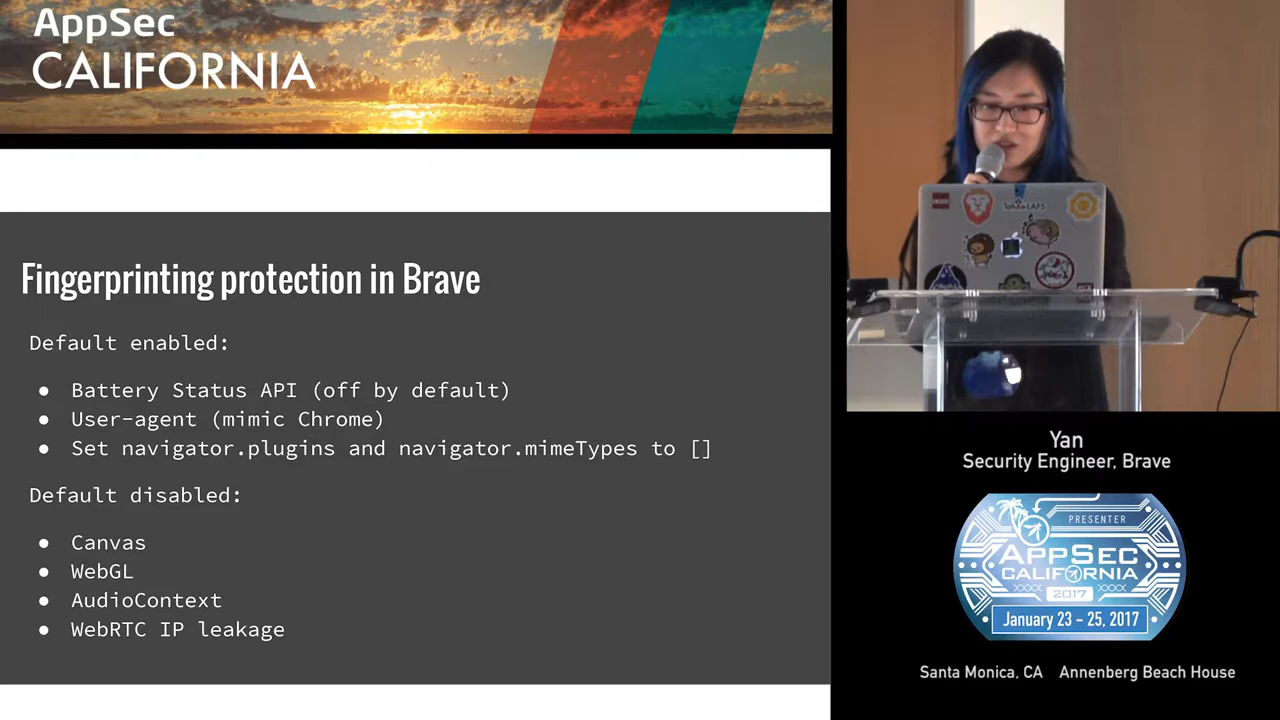 AppSec
CALIFORNIA
Fingerprinting protection in Brave
Default enabled:
● Battery Status API (off by default)
● User-agent (mimic Chrome)
● Set navigator.plugins and navigator.mimeTypes to []
Default disabled:
● Canvas
● WebGL
● AudioContext
● WebRTC IP leakage
Tahoe-LAFS
Yan
Security Engineer, Brave
PRESENTER
APPSEC
CALIFORNIA
2017
January 23 – 25, 2017
Santa Monica, CA Annenberg Beach House